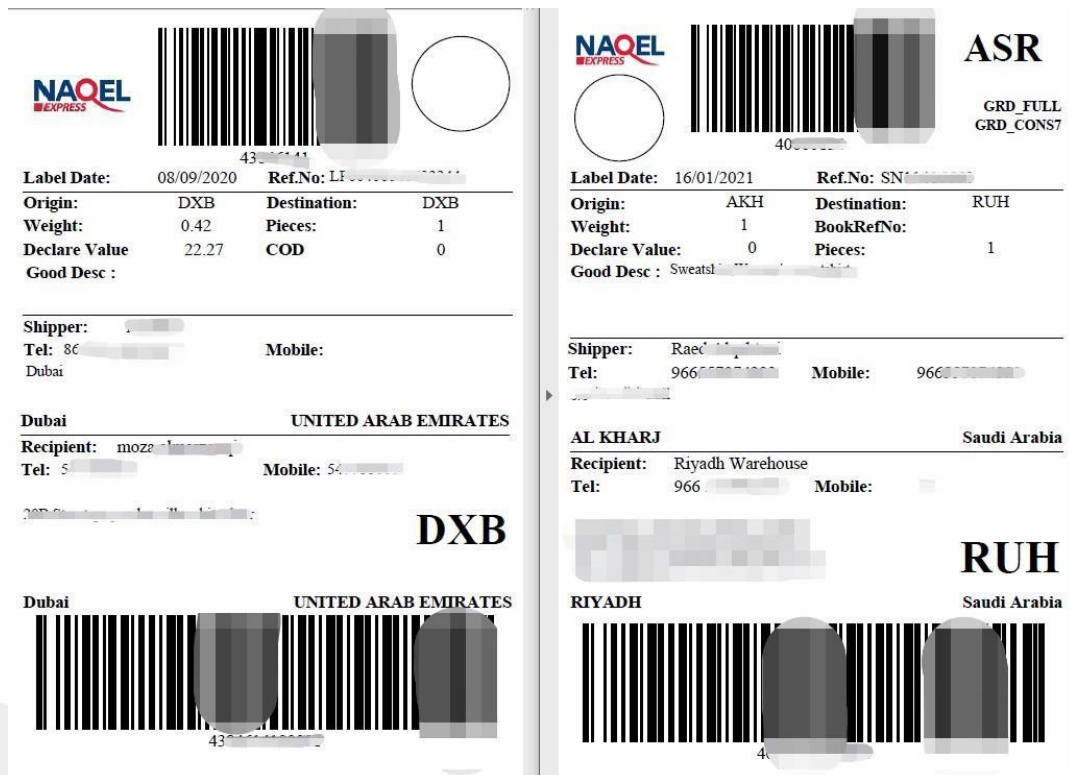 NAQEL
EXPRESS
Label Date: 08/09/2020 Ref.No:
Origin: DXB Destination: DXB
Weight: 0.42 Pieces: 1
Declare Value 22.27 COD 0
Good Desc :
Shipper:
Tel: Mobile:
Dubai
Dubai UNITED ARAB EMIRATES
Recipient: moza
Tel: Mobile:
DXB
Dubai UNITED ARAB EMIRATES
NAQEL
EXPRESS
ASR
GRD_FULL
GRD_CONS7
Label Date: 16/01/2021 Ref.No:
Origin: AKH Destination: RUH
Weight: 1 BookRefNo:
Declare Value: 0 Pieces: 1
Good Desc :
Shipper:
Tel: 966 Mobile:
AL KHARJ Saudi Arabia
Recipient: Riyadh Warehouse
Tel: 966 Mobile:
RUH
RIYADH Saudi Arabia